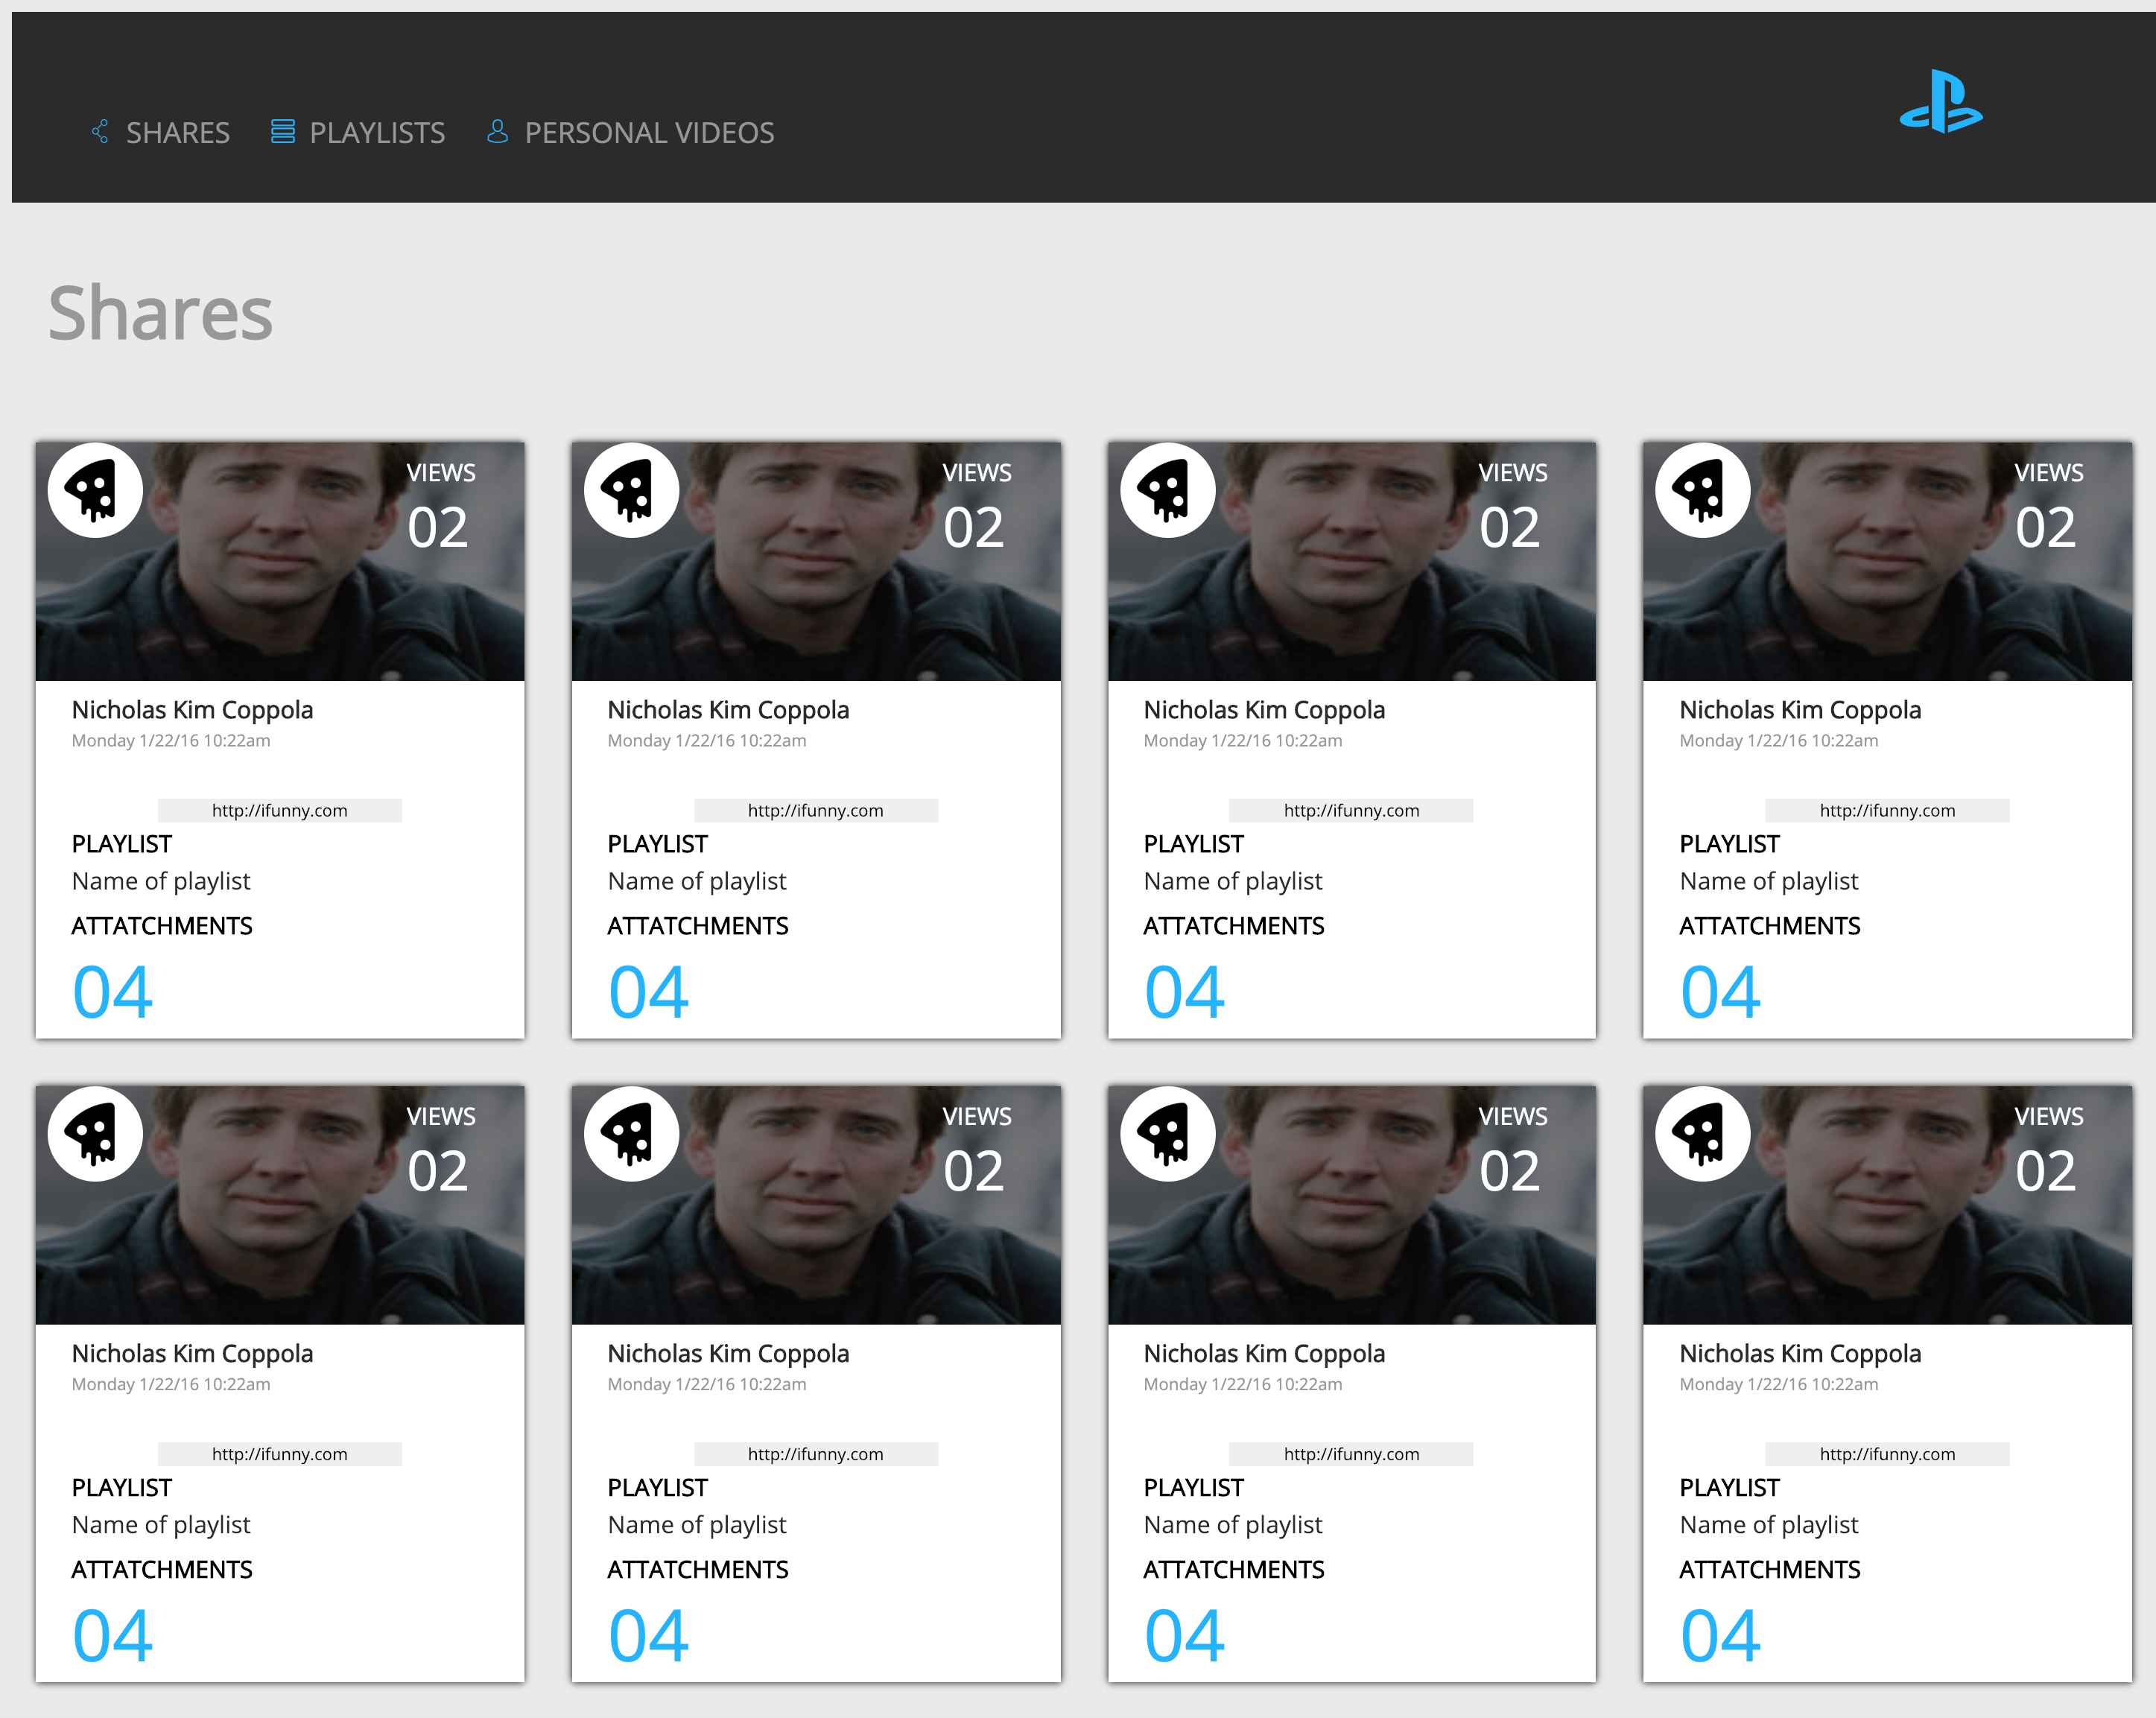 SHARES PLAYLISTS PERSONAL VIDEOS
Shares
VIEWS
02
Nicholas Kim Coppola
Monday 1/22/16 10:22am
http://ifunny.com
PLAYLIST
Name of playlist
ATTATCHMENTS
04
VIEWS
02
Nicholas Kim Coppola
Monday 1/22/16 10:22am
http://ifunny.com
PLAYLIST
Name of playlist
ATTATCHMENTS
04
VIEWS
02
Nicholas Kim Coppola
Monday 1/22/16 10:22am
http://ifunny.com
PLAYLIST
Name of playlist
ATTATCHMENTS
04
VIEWS
02
Nicholas Kim Coppola
Monday 1/22/16 10:22am
http://ifunny.com
PLAYLIST
Name of playlist
ATTATCHMENTS
04
VIEWS
02
Nicholas Kim Coppola
Monday 1/22/16 10:22am
http://ifunny.com
PLAYLIST
Name of playlist
ATTATCHMENTS
04
VIEWS
02
Nicholas Kim Coppola
Monday 1/22/16 10:22am
http://ifunny.com
PLAYLIST
Name of playlist
ATTATCHMENTS
04
VIEWS
02
Nicholas Kim Coppola
Monday 1/22/16 10:22am
http://ifunny.com
PLAYLIST
Name of playlist
ATTATCHMENTS
04
VIEWS
02
Nicholas Kim Coppola
Monday 1/22/16 10:22am
http://ifunny.com
PLAYLIST
Name of playlist
ATTATCHMENTS
04